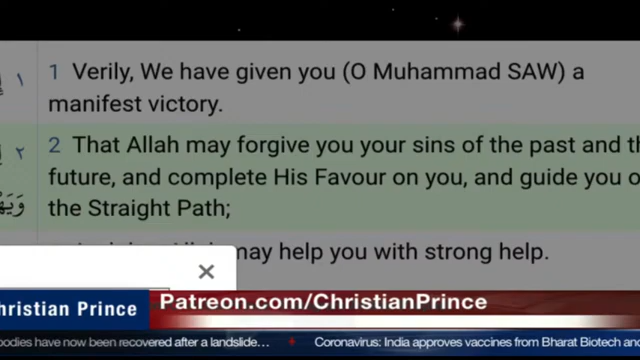 1 Verily, We have given you (O Muhammad SAW) a
manifest victory.
2 That Allah may forgive you your sins of the past and th
future, and complete His Favour on you, and guide you o
the Straight Path;
may help you with strong help.
hristian Prince
Patreon.com/ChristianPrince
odies have now been recovered after a landslide... Coronavirus: India approves vaccines from Bharat Biotech and